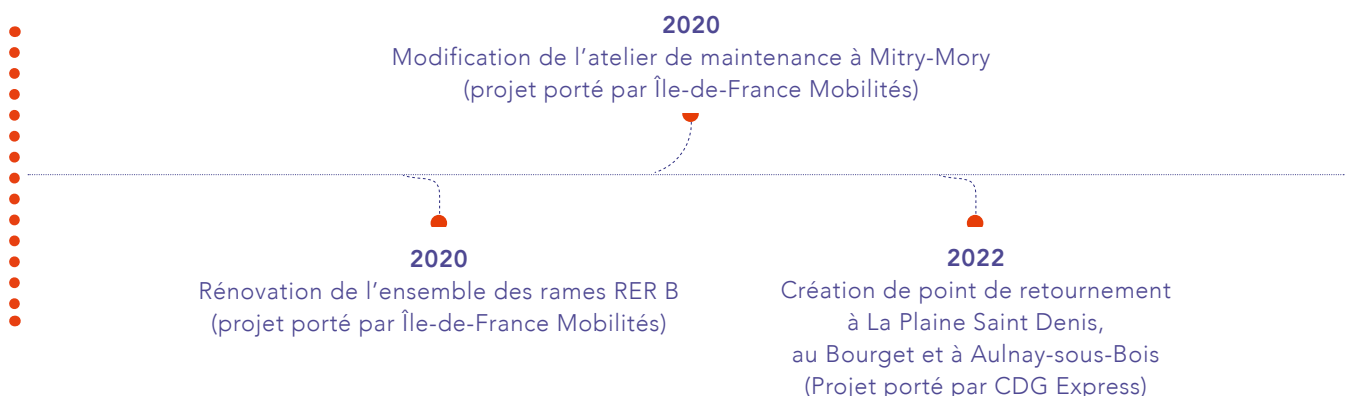 2020
Modification de l'atelier de maintenance à Mitry-Mory
(projet porté par Île-de-France Mobilités)
2020
Rénovation de l'ensemble des rames RER B
(projet porté par Île-de-France Mobilités)
2022
Création de point de retournement
à La Plaine Saint Denis,
au Bourget et à Aulnay-sous-Bois
(Projet porté par CDG Express)